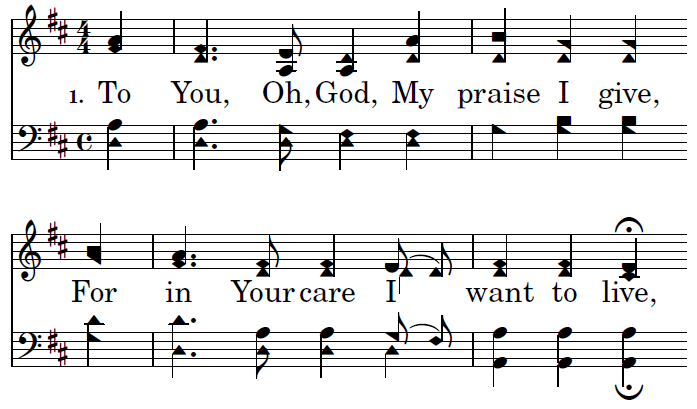 1. To You, Oh, God, My praise I give,
For in Your care I want to live,